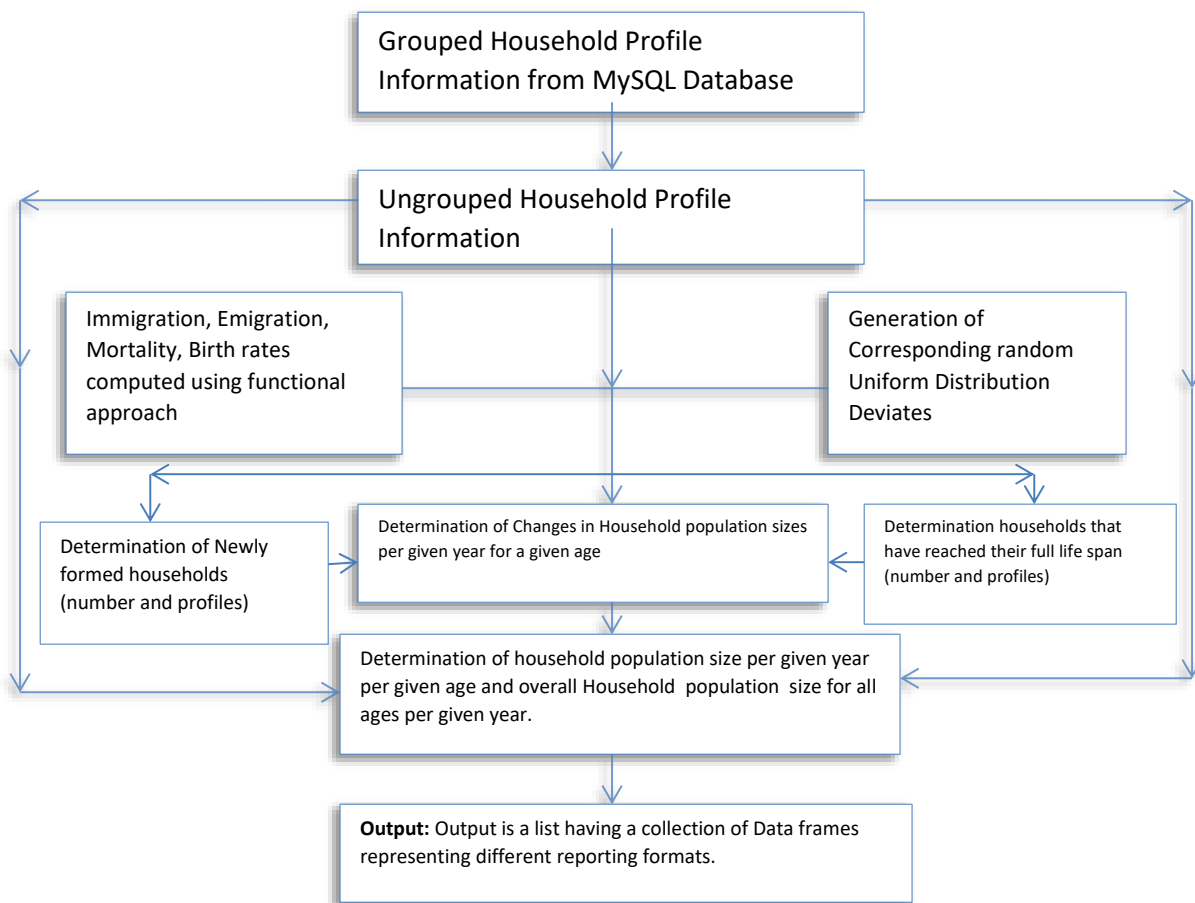 Grouped Household Profile
Information from MySQL Database
Ungrouped Household Profile
Information
Immigration, Emigration,
Mortality, Birth rates
computed using functional
approach
Generation of
Corresponding random
Uniform Distribution
Deviates
Determination of Newly
formed households
(number and profiles)
Determination of Changes in Household population sizes
per given year for a given age
Determination households that
have reached their full life span
(number and profiles)
Determination of household population size per given year
per given age and overall Household population size for all
ages per given year.
Output: Output is a list having a collection of Data frames
representing different reporting formats.